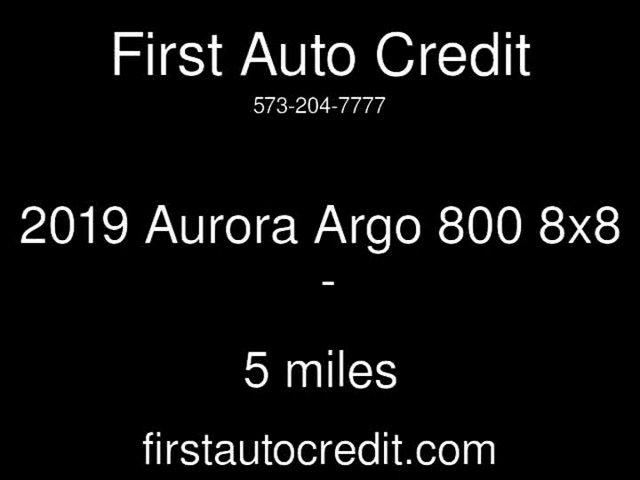 First Auto Credit
573-204-7777
2019 Aurora Argo 800 8x8
-
5 miles
firstautocredit.com